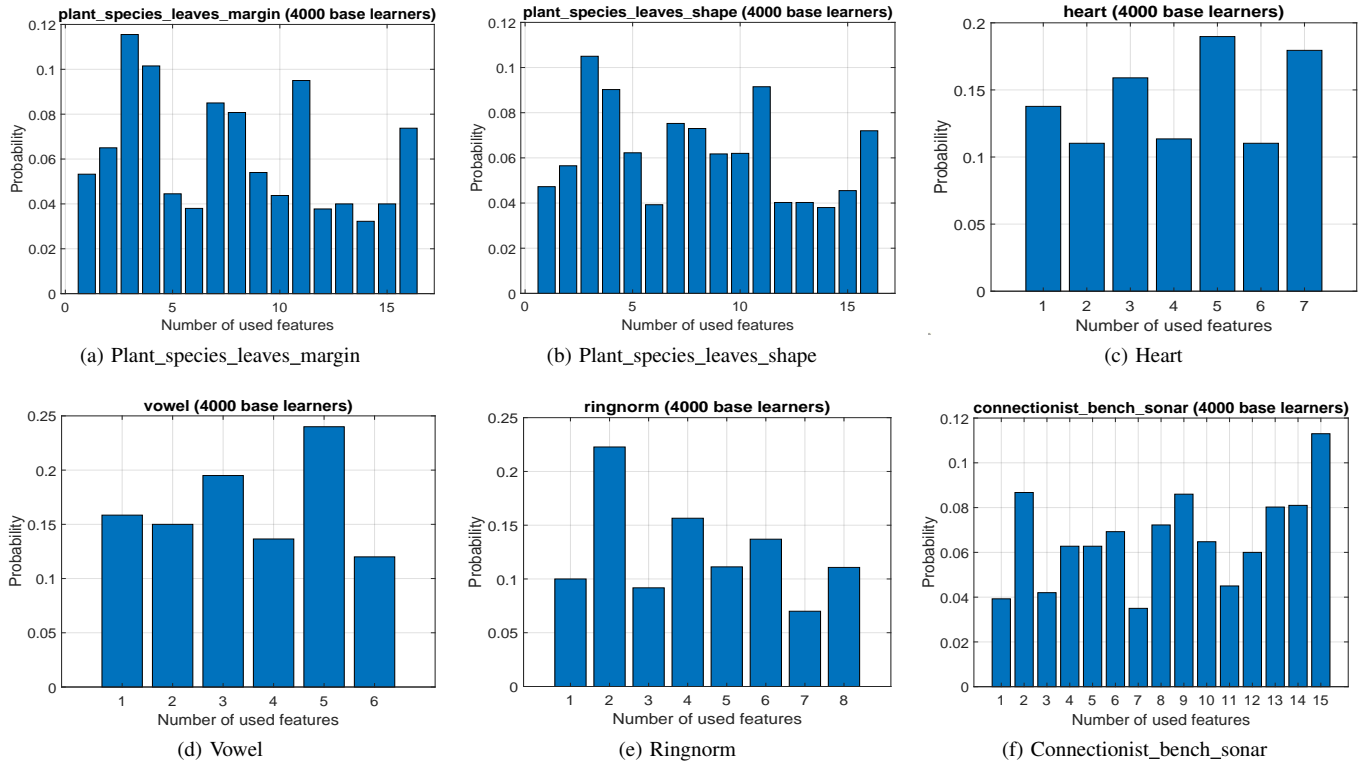 plant_species_leaves_margin (4000 base learners)
0.12
0.1
0.08
0.06
0.04
0.02
0
Probability
0 5 10 15
Number of used features
(a) Plant_species_leaves_margin
plant_species_leaves_shape (4000 base learners)
0.12
0.1
0.08
0.06
0.04
0.02
0
Probability
0 5 10 15
Number of used features
(b) Plant_species_leaves_shape
heart (4000 base learners)
0.2
0.15
0.1
0.05
0
Probability
1 2 3 4 5 6 7
Number of used features
(c) Heart
vowel (4000 base learners)
0.25
0.2
0.15
0.1
0.05
0
Probability
1 2 3 4 5 6
Number of used features
(d) Vowel
ringnorm (4000 base learners)
0.25
0.2
0.15
0.1
0.05
0
Probability
1 2 3 4 5 6 7 8
Number of used features
(e) Ringnorm
connectionist_bench_sonar (4000 base learners)
0.12
0.1
0.08
0.06
0.04
0.02
0
Probability
1 2 3 4 5 6 7 8 9 10 11 12 13 14 15
Number of used features
(f) Connectionist_bench_sonar